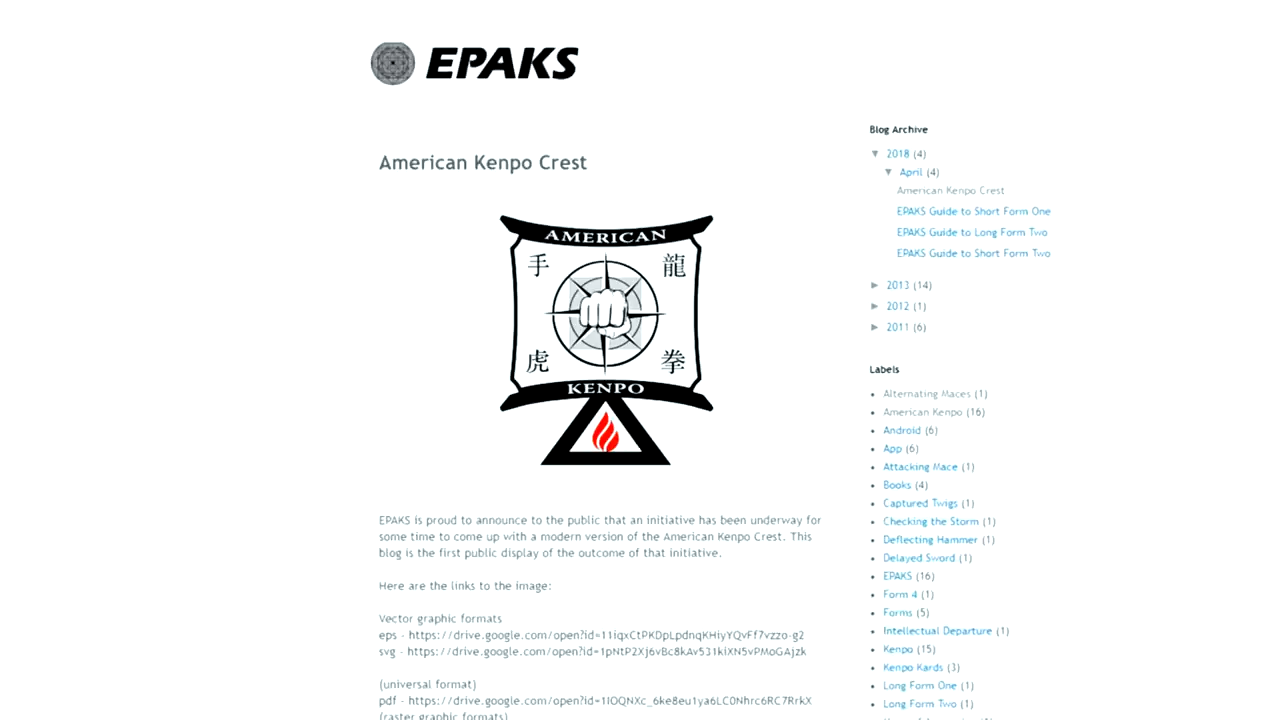 EPAKS
American Kenpo Crest
AMERICAN
手 龍
虎 拳
KENPO
EPAKS is proud to announce to the public that an initiative has been underway for
some time to come up with a modern version of the American Kenpo Crest. This
blog is the first public display of the outcome of that initiative.
Here are the links to the image:
Vector graphic formats
eps - https://drive.google.com/open?id=11iqxCtPKDpLpdnqKHiyYQvFf7vzzo-g2
svg - https://drive.google.com/open?id=1pNtP2Xj6vBc8kAv531kiXN5vPMoGAjzk
(universal format)
pdf - https://drive.google.com/open?id=1IOQNXc_6ke8eu1ya6LC0Nhrc6RC7RrkX
(raster graphic formats)
Blog Archive
▼ 2018 (4)
▼ April (4)
American Kenpo Crest
EPAKS Guide to Short Form One
EPAKS Guide to Long Form Two
EPAKS Guide to Short Form Two
► 2013 (14)
► 2012 (1)
► 2011 (6)
Labels
Alternating Maces (1)
American Kenpo (16)
Android (6)
App (6)
Attacking Mace (1)
Books (4)
Captured Twigs (1)
Checking the Storm (1)
Deflecting Hammer (1)
Delayed Sword (1)
EPAKS (16)
Form 4 (1)
Forms (5)
Intellectual Departure (1)
Kenpo (15)
Kenpo Kards (3)
Long Form One (1)
Long Form Two (1)